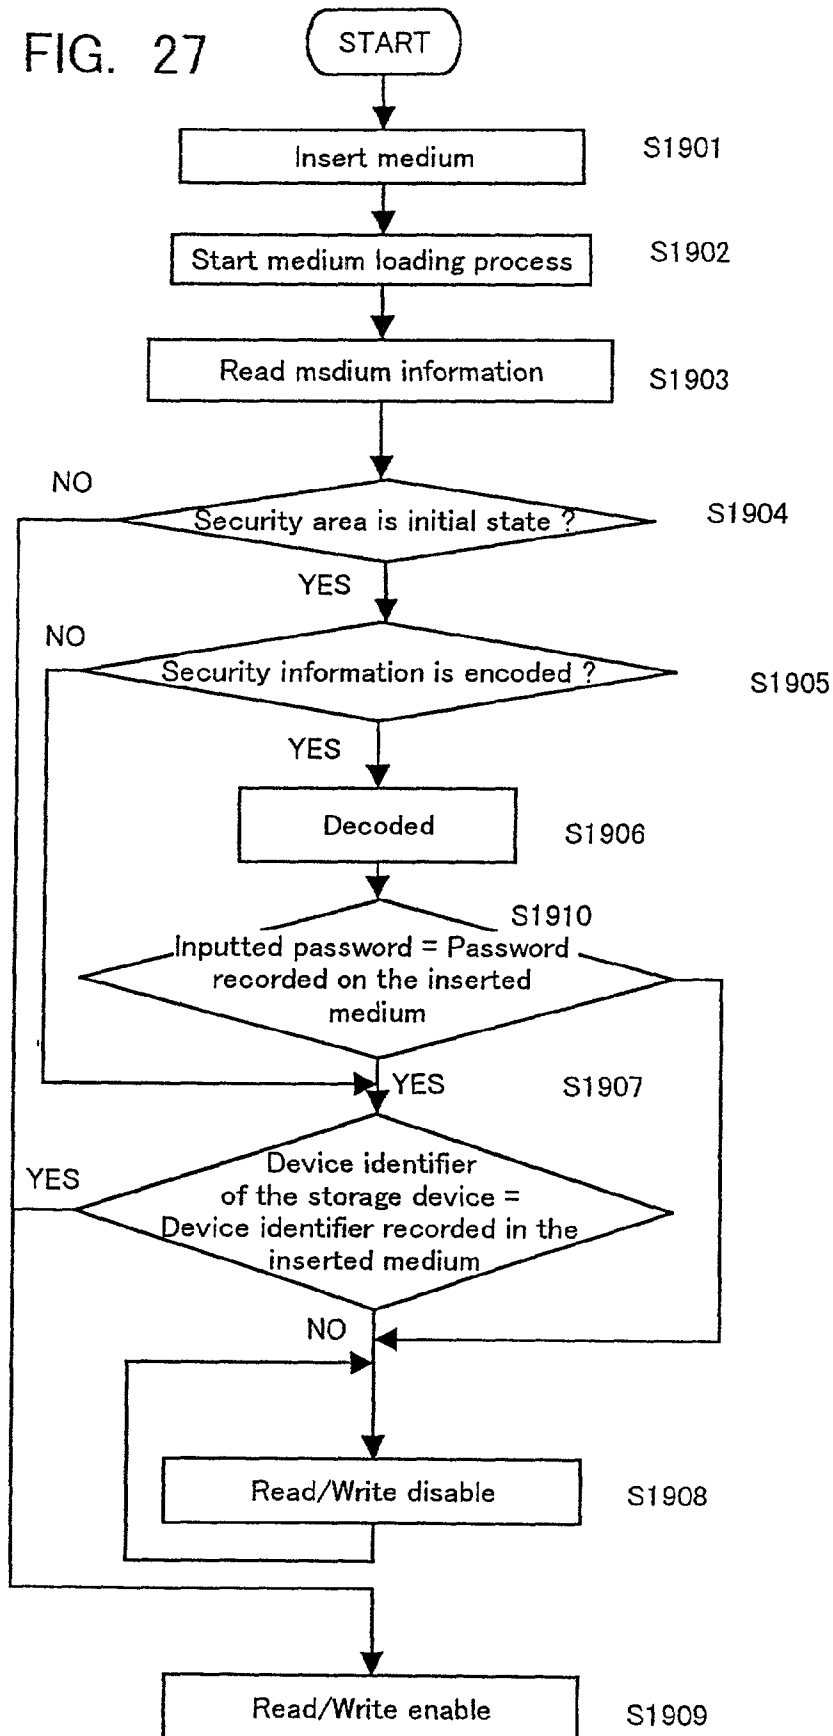 FIG. 27
START
Insert medium
S1901
Start medium loading process
S1902
Read msdium information
S1903
NO
Security area is initial state ?
S1904
YES
NO
Security information is encoded ?
S1905
YES
Decoded
S1906
S1910
Inputted password = Password
recorded on the inserted
medium
YES
S1907
YES
Device identifier
of the storage device =
Device identifier recorded in the
inserted medium
NO
Read/Write disable
S1908
Read/Write enable
S1909